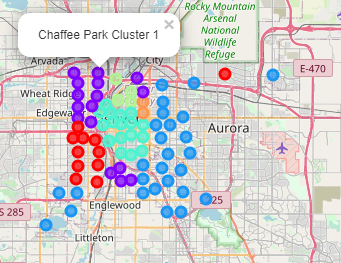 Rocky Mountain
Arsenal
National
Wildlife
Refuge
×
Chaffee Park Cluster 1
Arvada
City
E-470
Wheat Ridge
Edgewa
Aurora
S 285
Englewood
25
Littleton